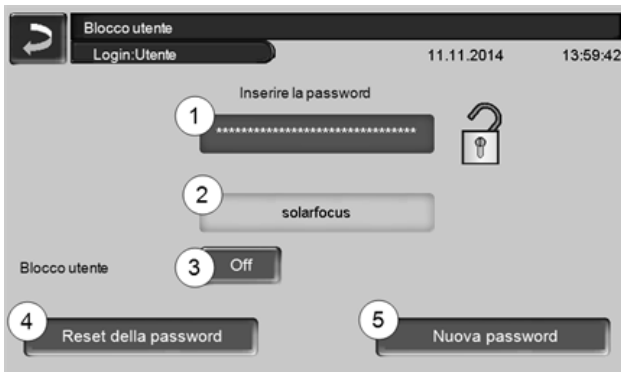 Blocco utente
Login:Utente 11.11.2014 13:59:42
Inserire la password
1
********************************
2
solarfocus
Blocco utente 3 Off
4 5
Reset della password Nuova password